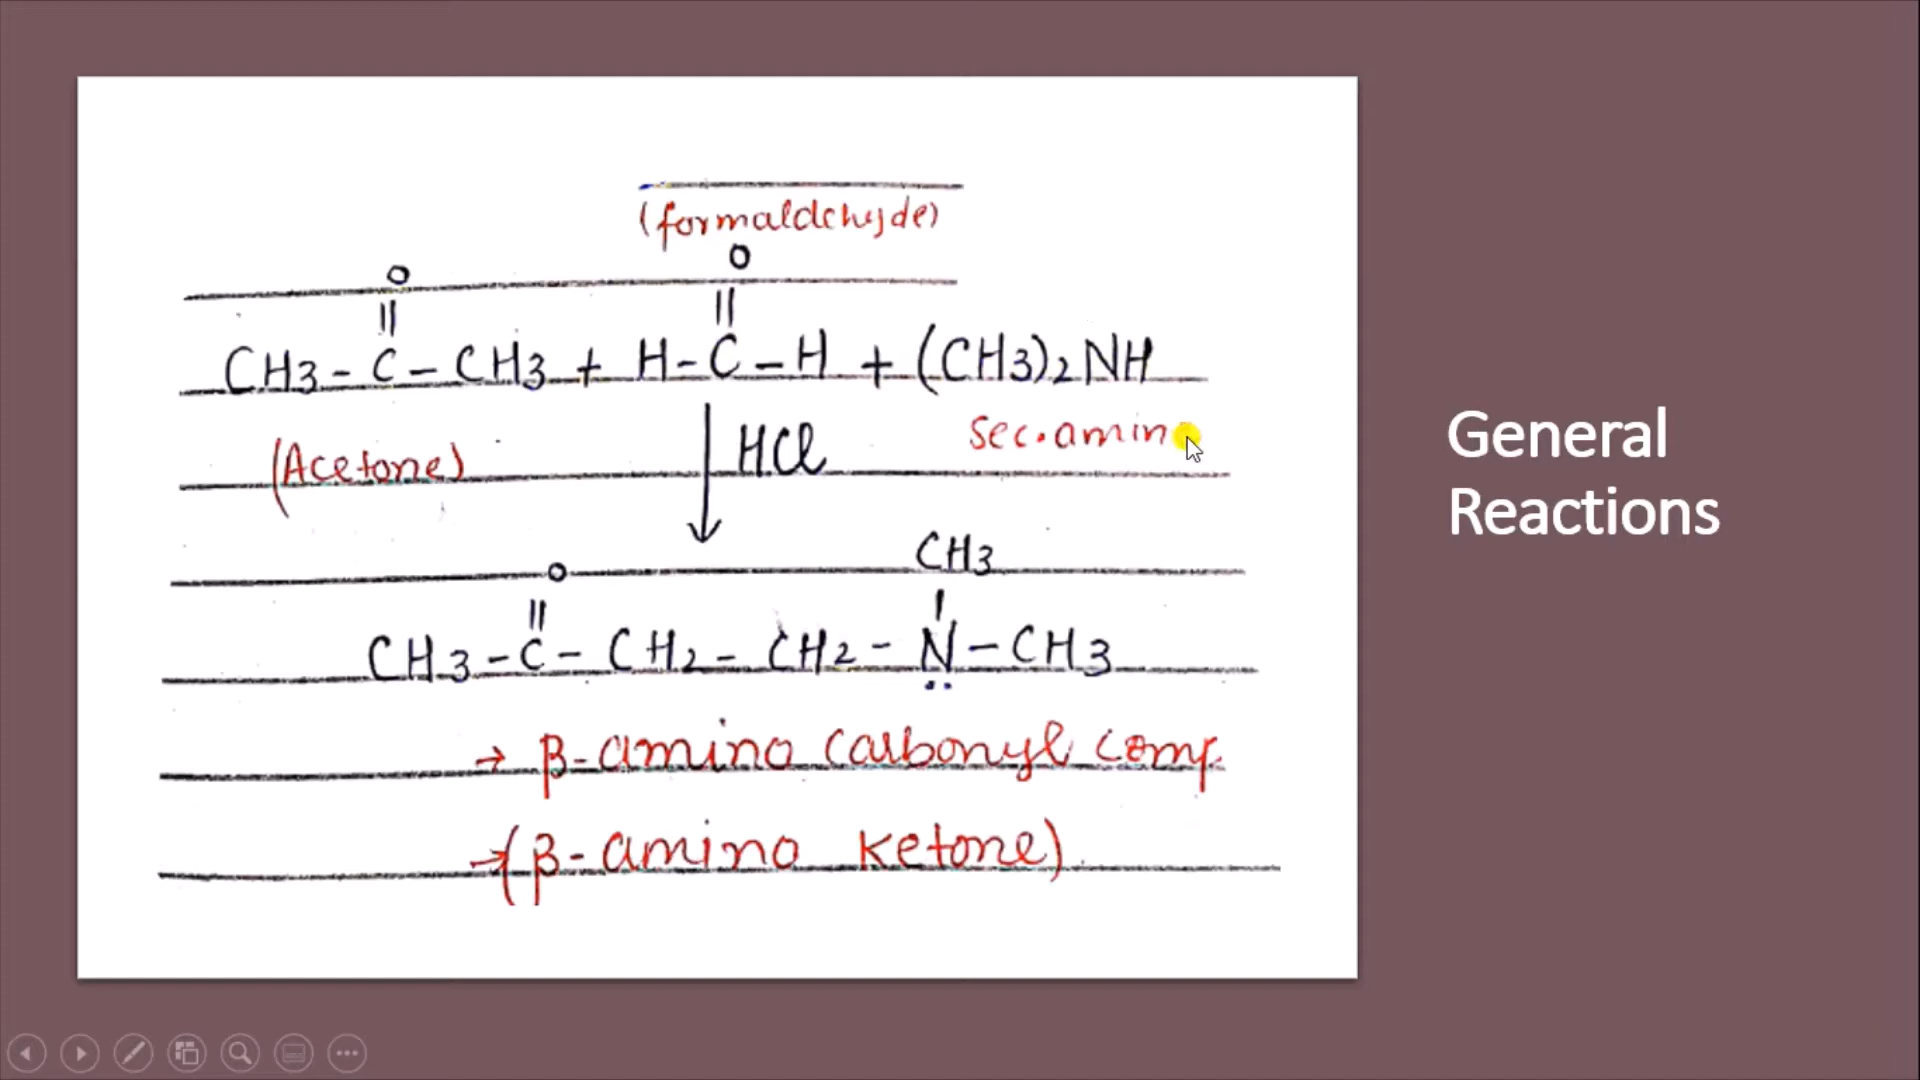 (formaldehyde)
O O
|| ||
CH3 - C - CH3 + H - C - H + (CH3)2NH
(Acetone) HCl Sec. amin
CH3
O
|| |
CH3 - C - CH2 - CH2 - N̤ - CH3
→ β-amino carbonyl comp.
→ (β-amino ketone)
General
Reactions